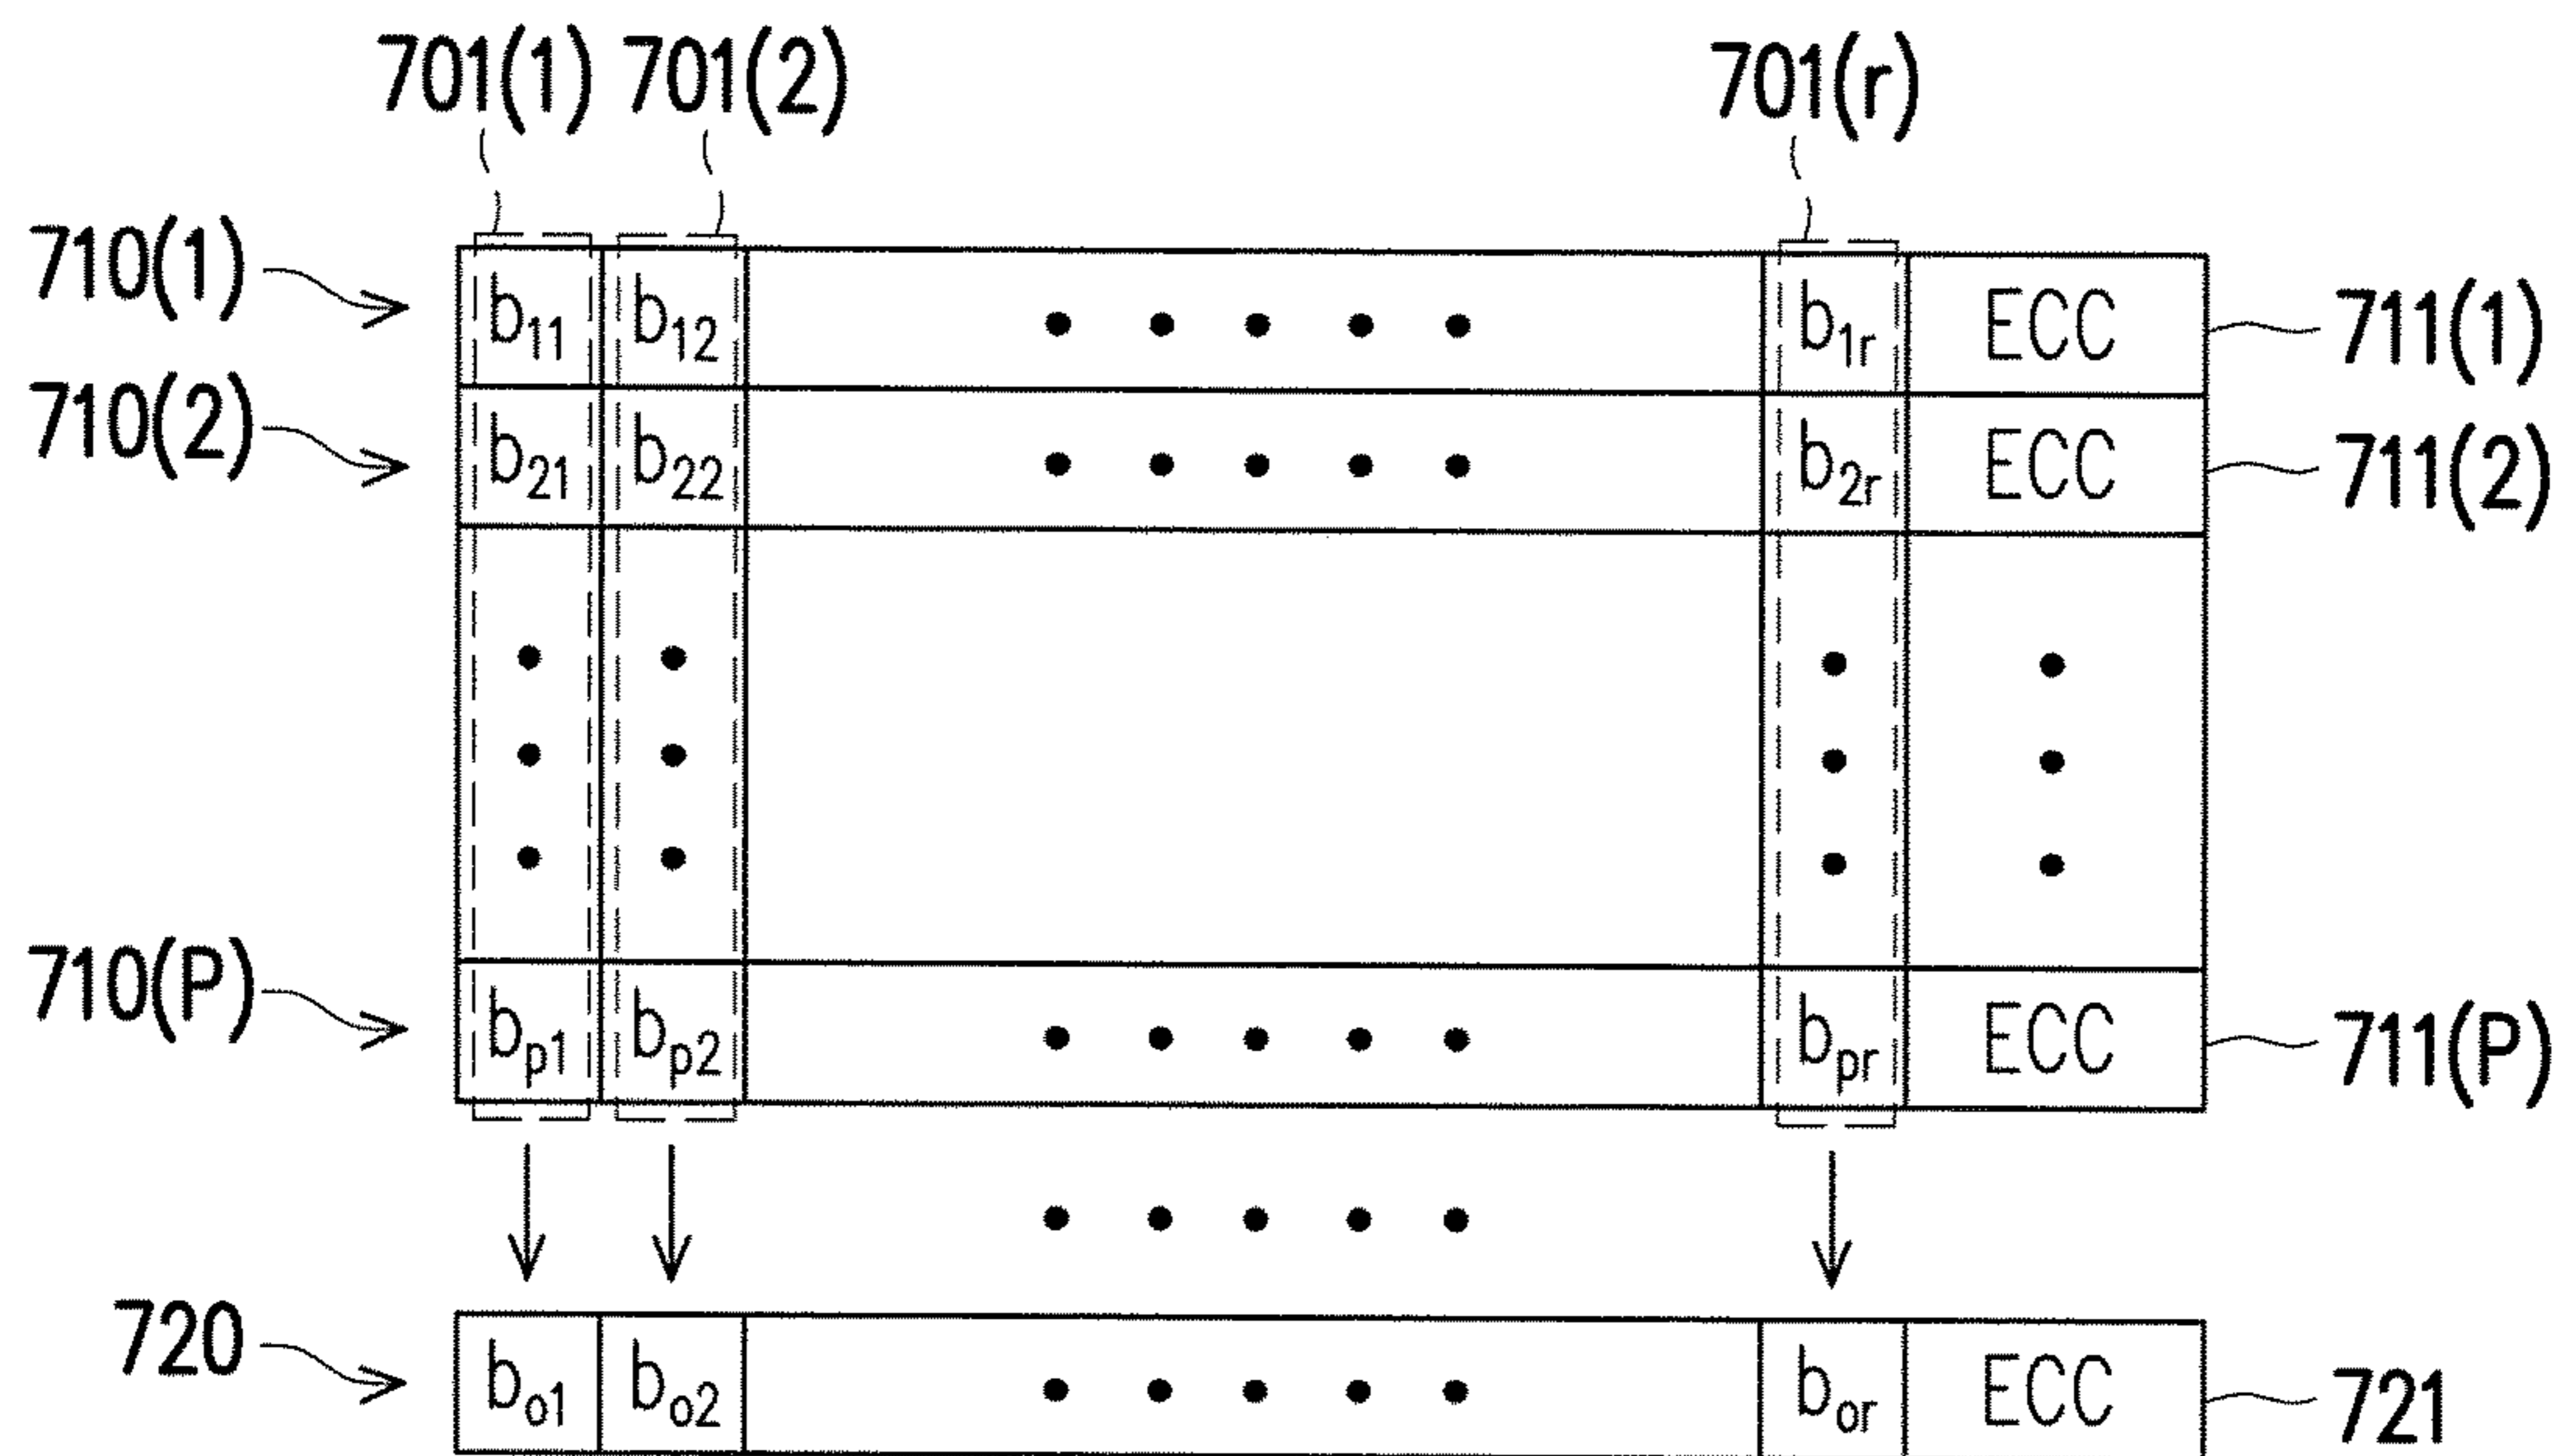 701(1) 701(2) 701(r)
710(1) b11 b12 b1r ECC 711(1)
710(2) b21 b22 b2r ECC 711(2)
710(P) bp1 bp2 bpr ECC 711(P)
720 bo1 bo2 bor ECC 721